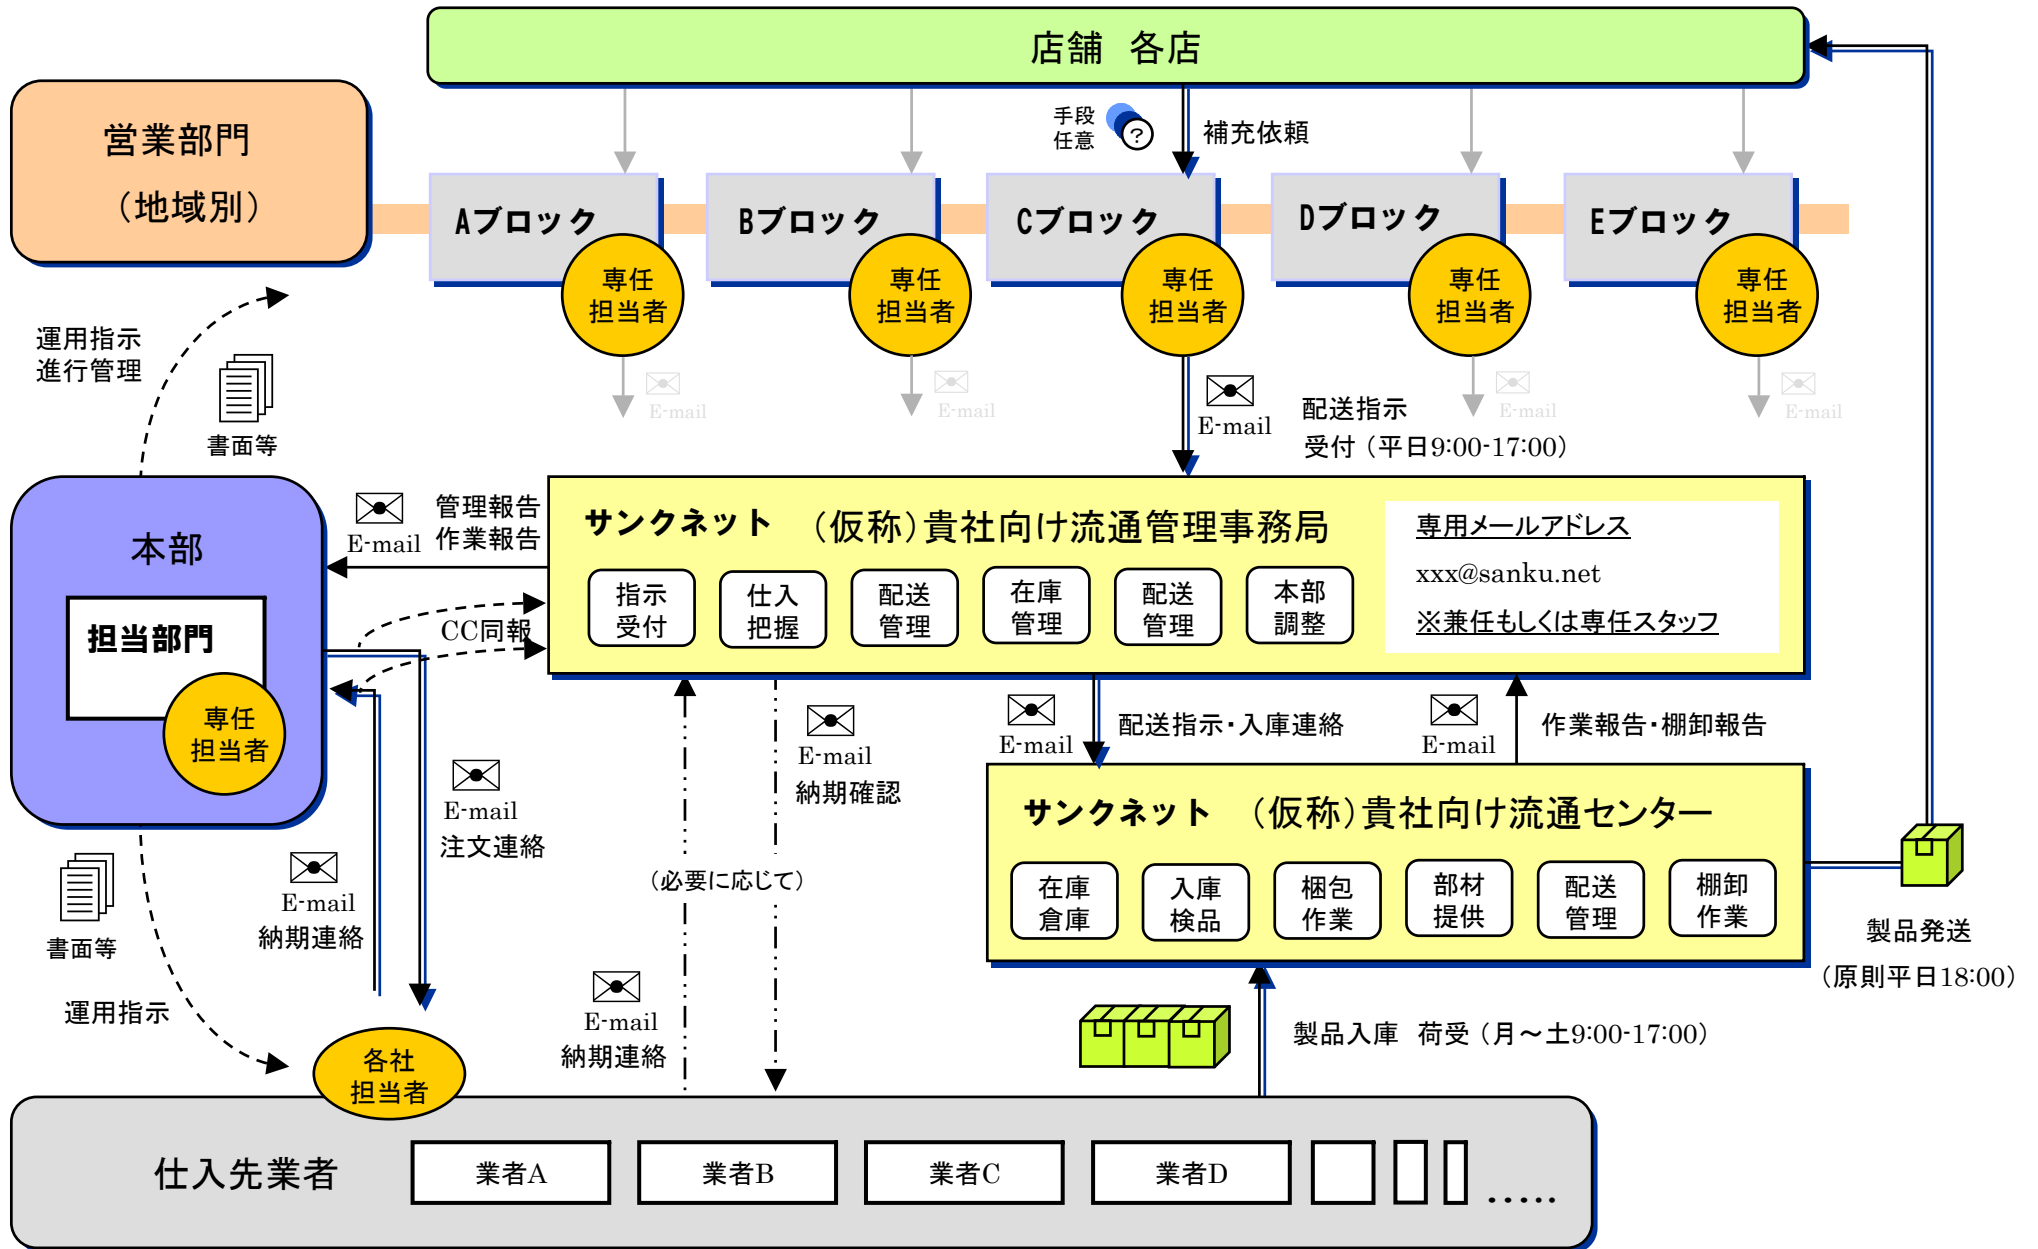 店舗 各店
営業部門
（地域別）
手段
任意
?
補充依頼
Aブロック
Bブロック
Cブロック
Dブロック
Eブロック
専任
担当者
専任
担当者
専任
担当者
専任
担当者
専任
担当者
運用指示
進行管理
書面等
E-mail
E-mail
E-mail
E-mail
E-mail
配送指示
受付（平日9:00-17:00）
本部
担当部門
専任
担当者
E-mail
管理報告
作業報告
CC同報
サンクネット （仮称）貴社向け流通管理事務局
指示
受付
仕入
把握
配送
管理
在庫
管理
配送
管理
本部
調整
専用メールアドレス
xxx@sanku.net
※兼任もしくは専任スタッフ
E-mail
注文連絡
E-mail
納期連絡
書面等
運用指示
E-mail
納期確認
（必要に応じて）
E-mail
納期連絡
E-mail
配送指示・入庫連絡
E-mail
作業報告・棚卸報告
サンクネット （仮称）貴社向け流通センター
在庫
倉庫
入庫
検品
梱包
作業
部材
提供
配送
管理
棚卸
作業
製品発送
（原則平日18:00）
製品入庫 荷受（月～土9:00-17:00）
各社
担当者
仕入先業者
業者A
業者B
業者C
業者D
.....